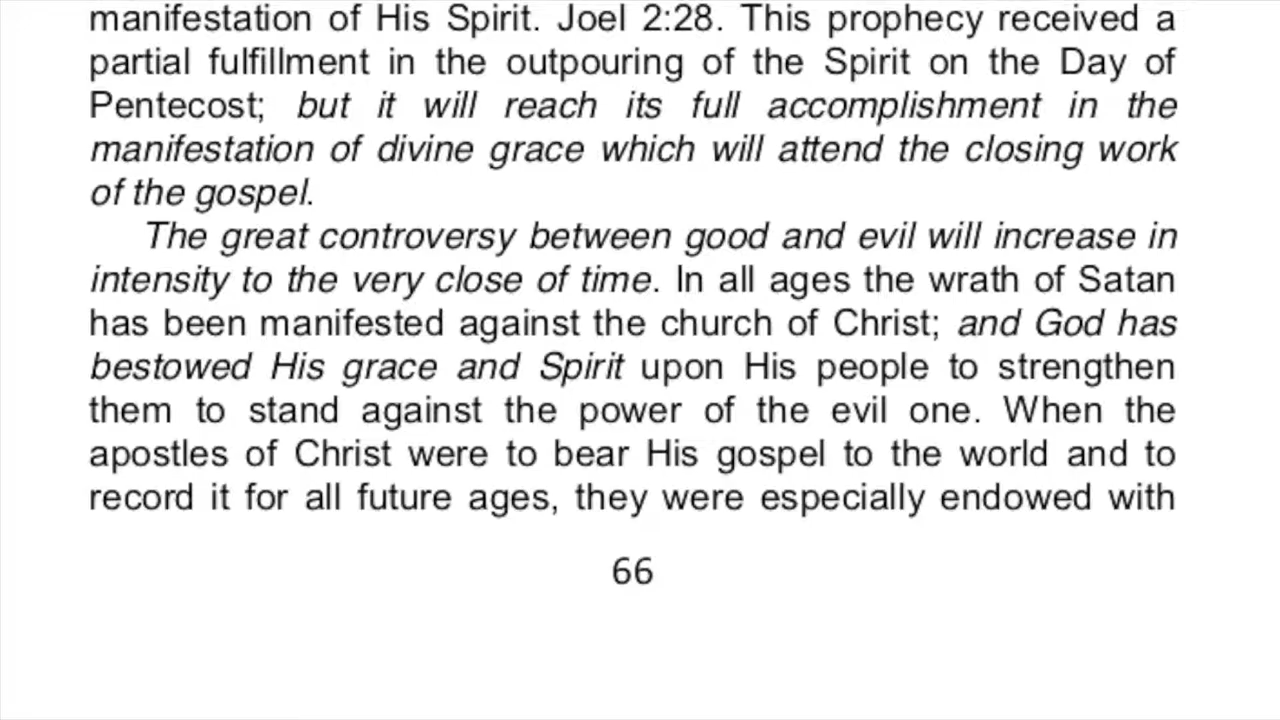 manifestation of His Spirit. Joel 2:28. This prophecy received a
partial fulfillment in the outpouring of the Spirit on the Day of
Pentecost; but it will reach its full accomplishment in the
manifestation of divine grace which will attend the closing work
of the gospel.
The great controversy between good and evil will increase in
intensity to the very close of time. In all ages the wrath of Satan
has been manifested against the church of Christ; and God has
bestowed His grace and Spirit upon His people to strengthen
them to stand against the power of the evil one. When the
apostles of Christ were to bear His gospel to the world and to
record it for all future ages, they were especially endowed with
66